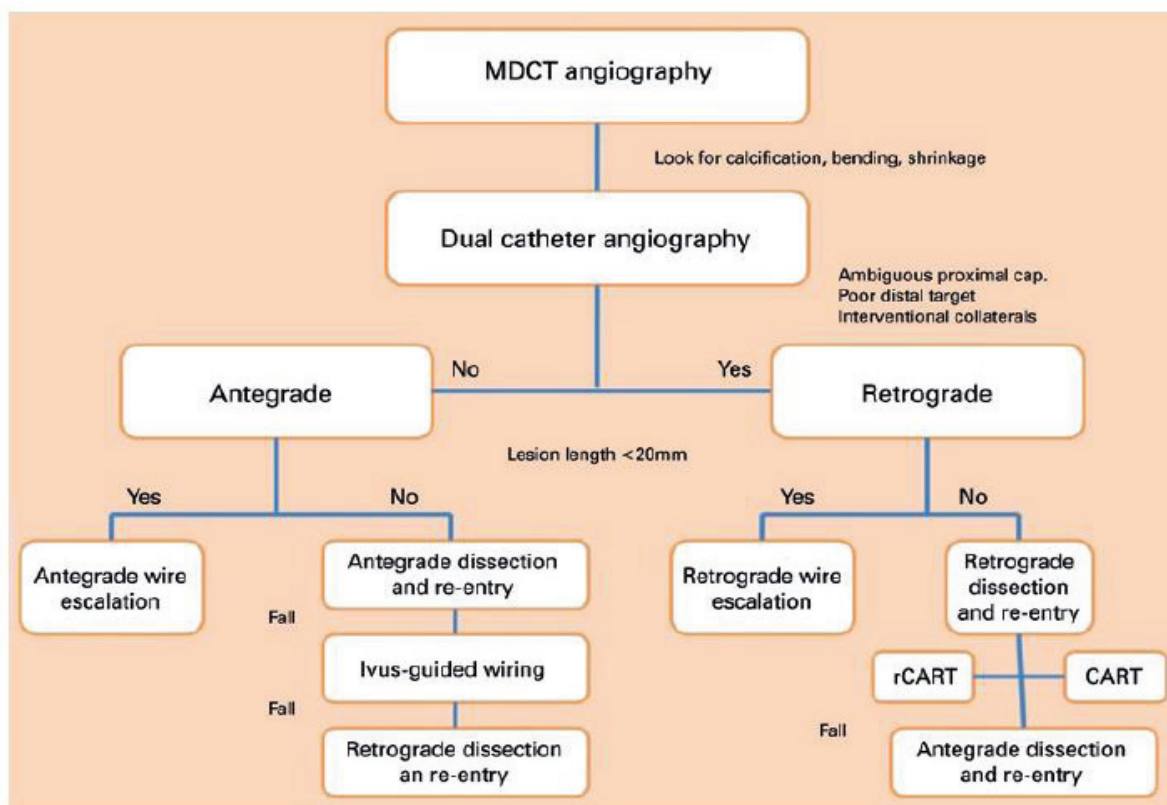 MDCT angiography
Look for calcification, bending, shrinkage
Dual catheter angiography
Ambiguous proximal cap.
Poor distal target
Interventional collaterals
No
Yes
Antegrade
Retrograde
Lesion length <20mm
Yes
No
Yes
No
Antegrade wire
escalation
Antegrade dissection
and re-entry
Retrograde wire
escalation
Retrograde
dissection
and re-entry
Fall
Ivus-guided wiring
rCART
CART
Fall
Retrograde dissection
an re-entry
Fall
Antegrade dissection
and re-entry